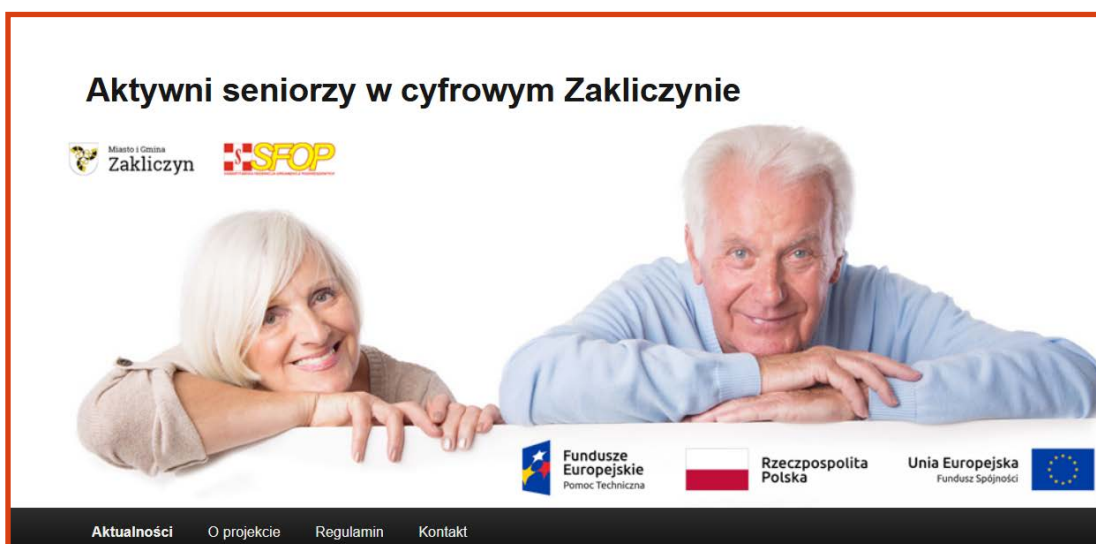 Aktywni seniorzy w cyfrowym Zakliczynie
Miasto i Gmina
Zakliczyn
SFOP
Fundusze
Europejskie
Pomoc Techniczna
Rzeczpospolita
Polska
Unia Europejska
Fundusz Spójności
Aktualności O projekcie Regulamin Kontakt